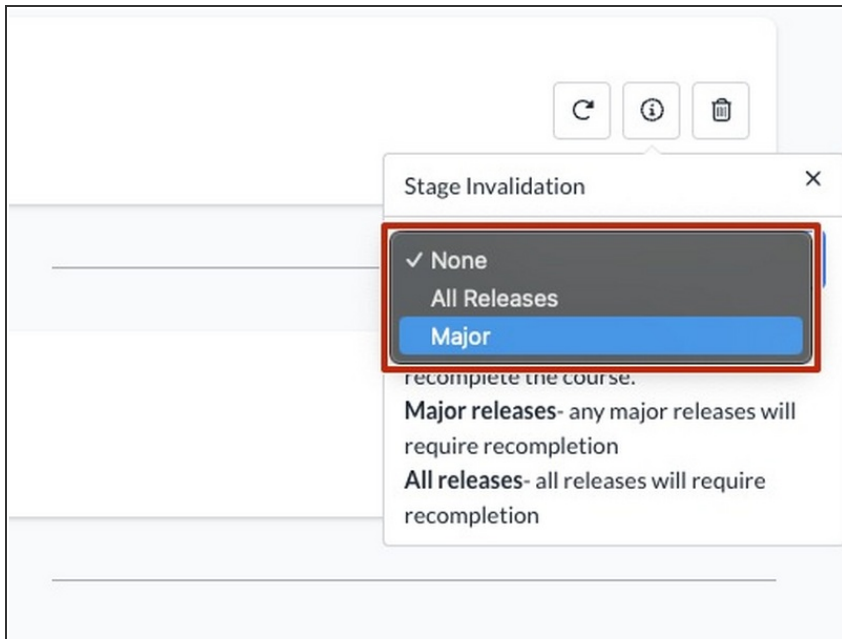 Stage Invalidation
✓ None
All Releases
Major
recomplete the course.
Major releases- any major releases will
require recompletion
All releases- all releases will require
recompletion